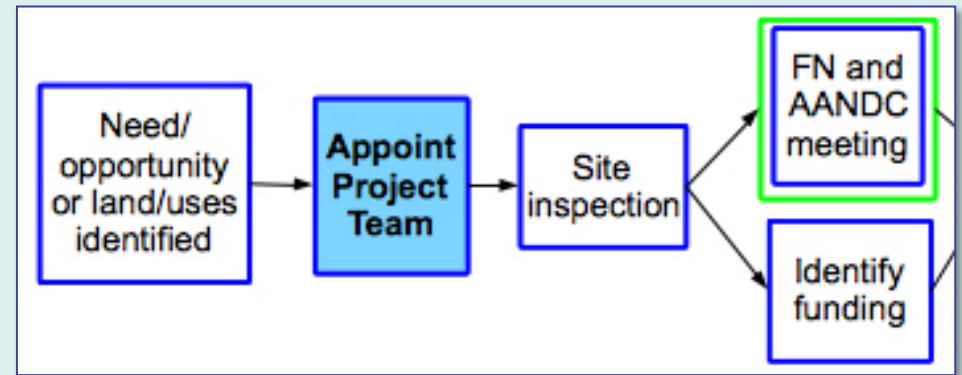 Need/
opportunity
or land/uses
identified
Appoint
Project
Team
Site
inspection
FN and
AANDC
meeting
Identify
funding